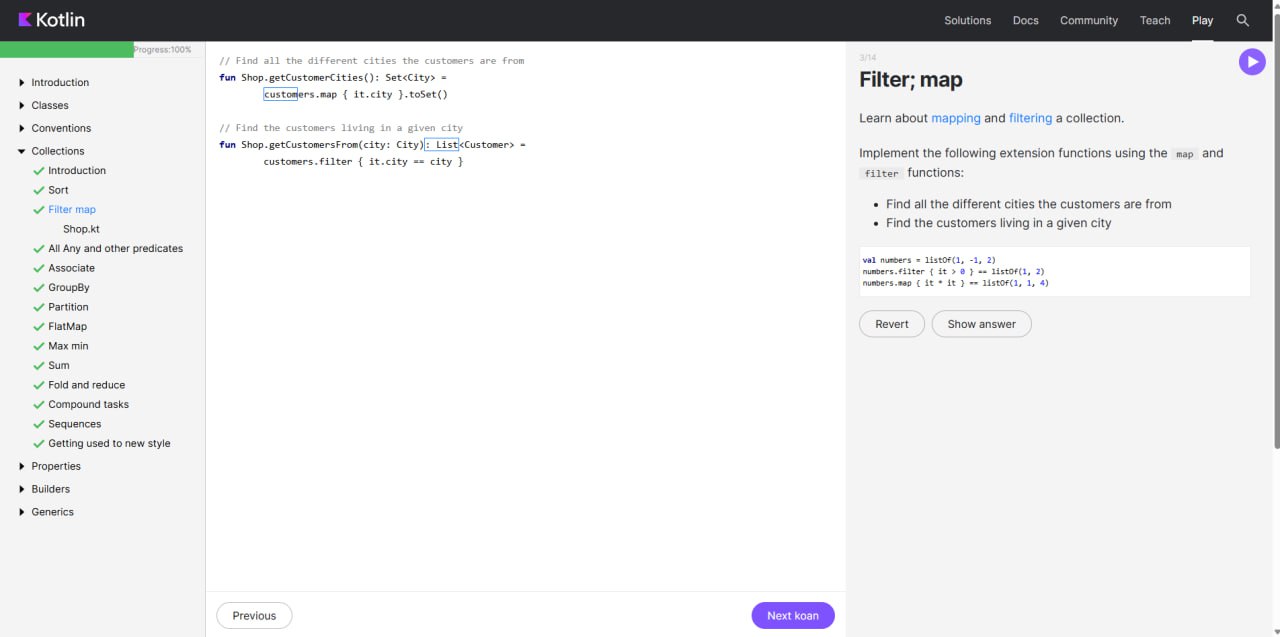 Kotlin
Solutions Docs Community Teach Play
Progress:100%
Introduction
Classes
Conventions
Collections
Introduction
Sort
Filter map
Shop.kt
All Any and other predicates
Associate
GroupBy
Partition
FlatMap
Max min
Sum
Fold and reduce
Compound tasks
Sequences
Getting used to new style
Properties
Builders
Generics
// Find all the different cities the customers are from
fun Shop.getCustomerCities(): Set<City> =
customers.map { it.city }.toSet()
// Find the customers living in a given city
fun Shop.getCustomersFrom(city: City): List<Customer> =
customers.filter { it.city == city }
Previous
Next koan
3/14
Filter; map
Learn about mapping and filtering a collection.
Implement the following extension functions using the map and
filter functions:
• Find all the different cities the customers are from
• Find the customers living in a given city
val numbers = listOf(1, -1, 2)
numbers.filter { it > 0 } == listOf(1, 2)
numbers.map { it * it } == listOf(1, 1, 4)
Revert
Show answer